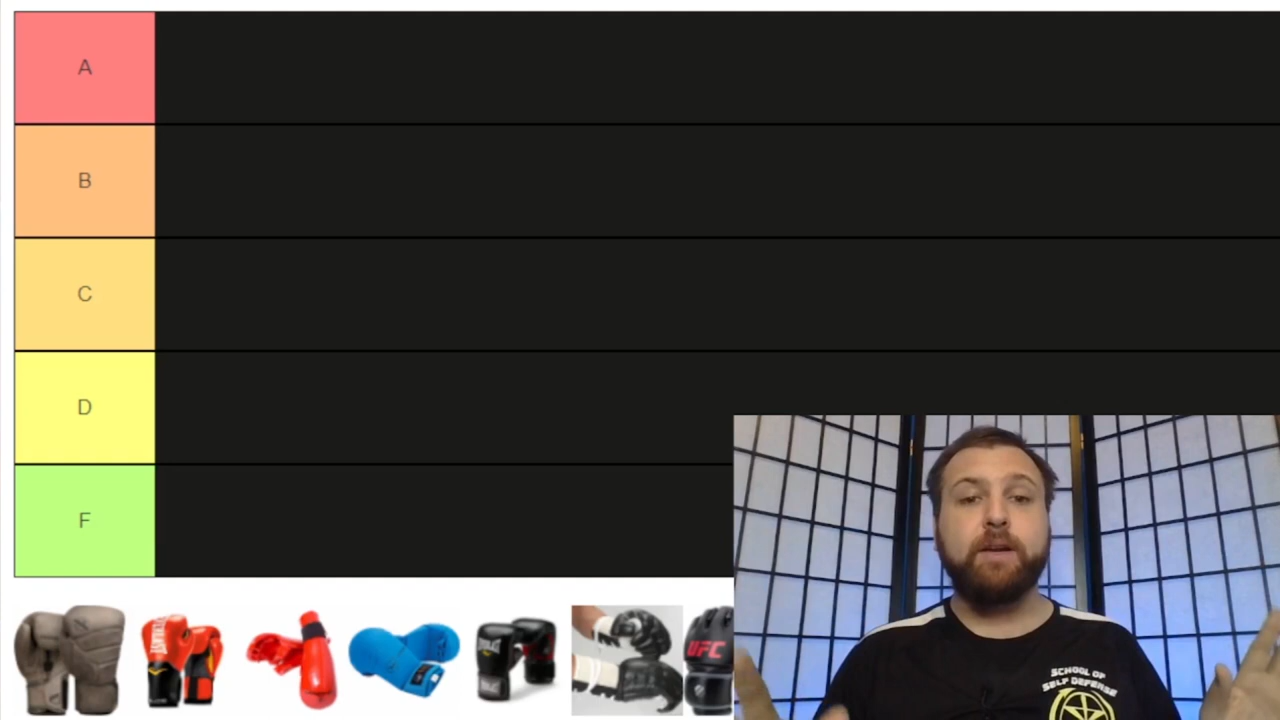 A
B
C
D
F
EVERLAST
EVERLAST
UFC
SCHOOL OF
SELF DEFENSE